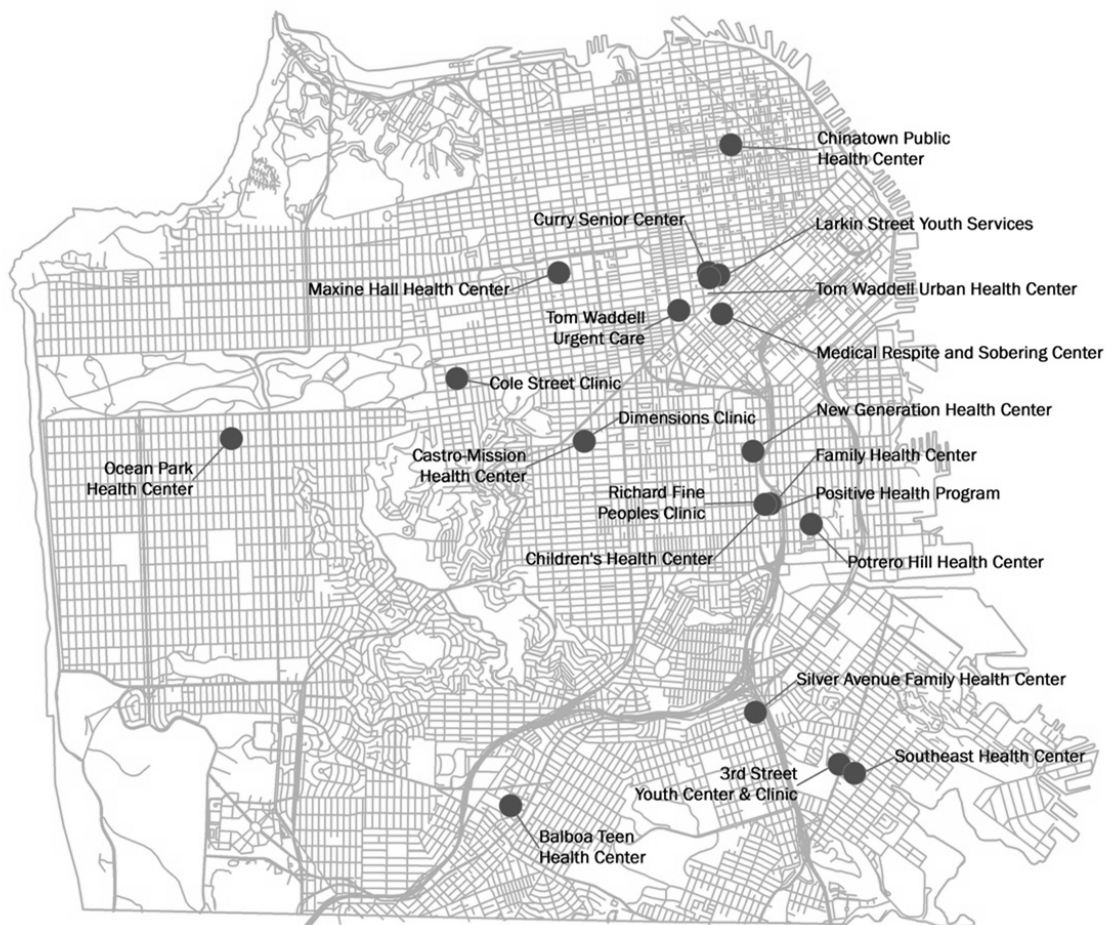 Chinatown Public
Health Center
Curry Senior Center
Larkin Street Youth Services
Maxine Hall Health Center
Tom Waddell Urban Health Center
Tom Waddell
Urgent Care
Medical Respite and Sobering Center
Cole Street Clinic
New Generation Health Center
Dimensions Clinic
Castro-Mission
Health Center
Family Health Center
Ocean Park
Health Center
Richard Fine
Peoples Clinic
Positive Health Program
Children's Health Center
Potrero Hill Health Center
Silver Avenue Family Health Center
Southeast Health Center
3rd Street
Youth Center & Clinic
Balboa Teen
Health Center